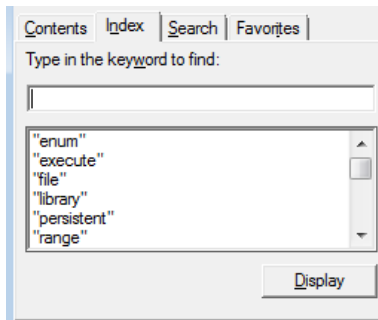 Contents Index Search Favorites
Type in the keyword to find:
"enum"
"execute"
"file"
"library"
"persistent"
"range"
Display